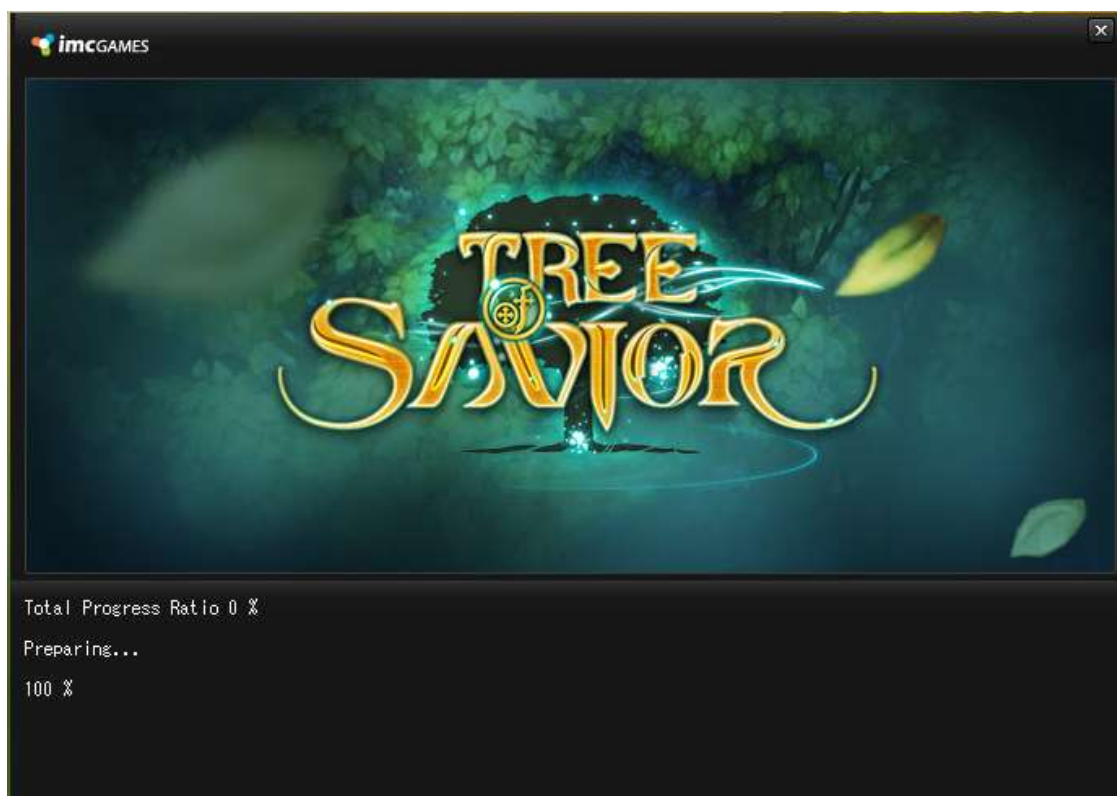 imcGAMES
TREE
of
SAVIOR
Total Progress Ratio 0 %
Preparing...
100 %